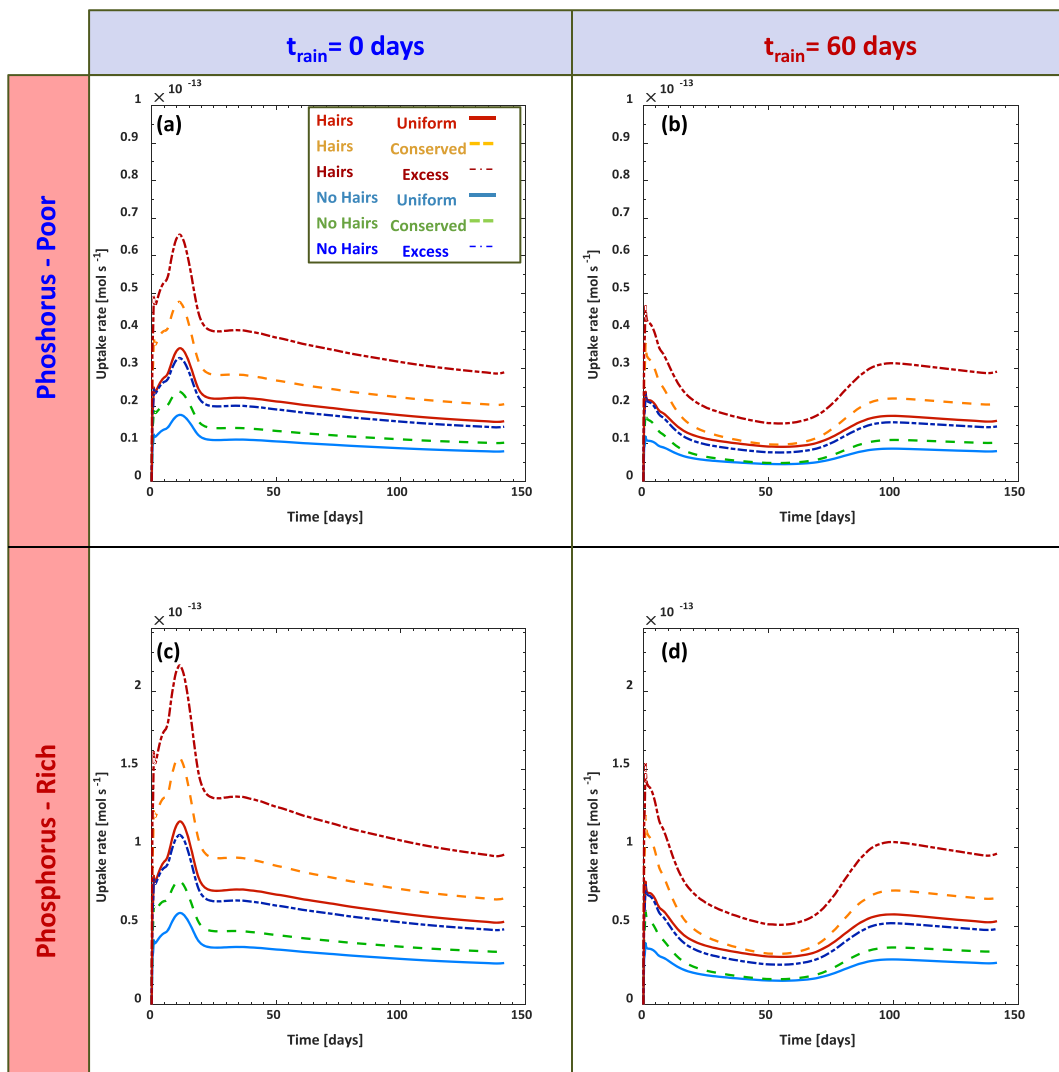 t_rain= 0 days
t_rain= 60 days
Phoshorus - Poor
× 10 -13
(a)
1
0.9
0.8
0.7
0.6
0.5
0.4
0.3
0.2
0.1
0
Uptake rate [mol s -1]
0 50 100 150
Time [days]
Hairs Uniform
Hairs Conserved
Hairs Excess
No Hairs Uniform
No Hairs Conserved
No Hairs Excess
× 10 -13
(b)
1
0.9
0.8
0.7
0.6
0.5
0.4
0.3
0.2
0.1
0
Uptake rate [mol s -1]
0 50 100 150
Time [days]
Phosphorus - Rich
× 10 -13
(c)
2
1.5
1
0.5
0
Uptake rate [mol s -1]
0 50 100 150
Time [days]
× 10 -13
(d)
2
1.5
1
0.5
0
Uptake rate [mol s -1]
0 50 100 150
Time [days]